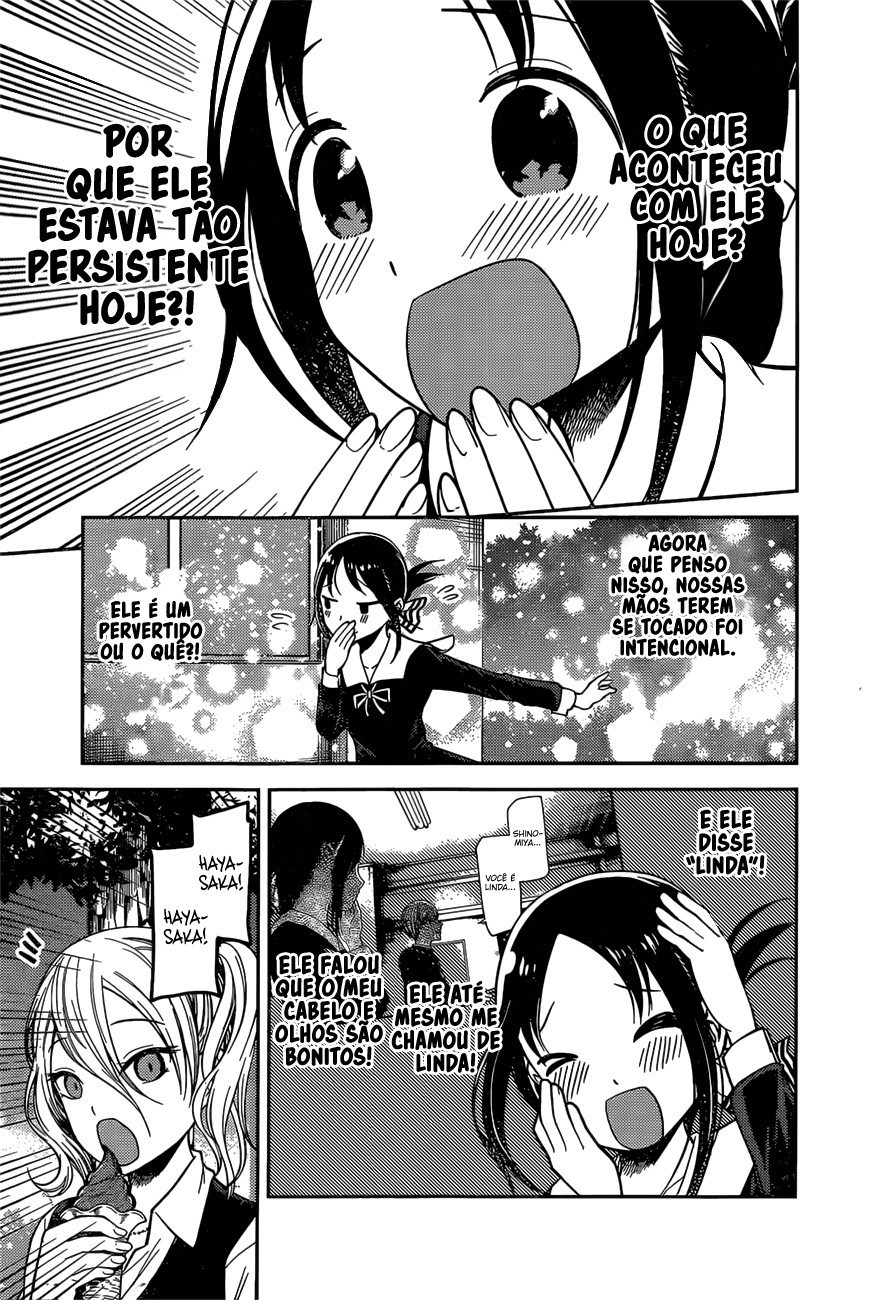 O QUE
ACONTECEU
COM ELE
HOJE?
POR
QUE ELE
ESTAVA TÃO
PERSISTENTE
HOJE?!
AGORA
QUE PENSO
NISSO, NOSSAS
MÃOS TEREM
SE TOCADO FOI
INTENCIONAL.
ELE É UM
PERVERTIDO
OU O QUÊ?!
E ELE
DISSE
"LINDA"!
SHINO-
MIYA...
VOCÊ É
LINDA...
ELE ATÉ
MESMO ME
CHAMOU DE
LINDA!
ELE FALOU
QUE O MEU
CABELO E
OLHOS SÃO
BONITOS!
HAYA-
SAKA!
HAYA-
SAKA!